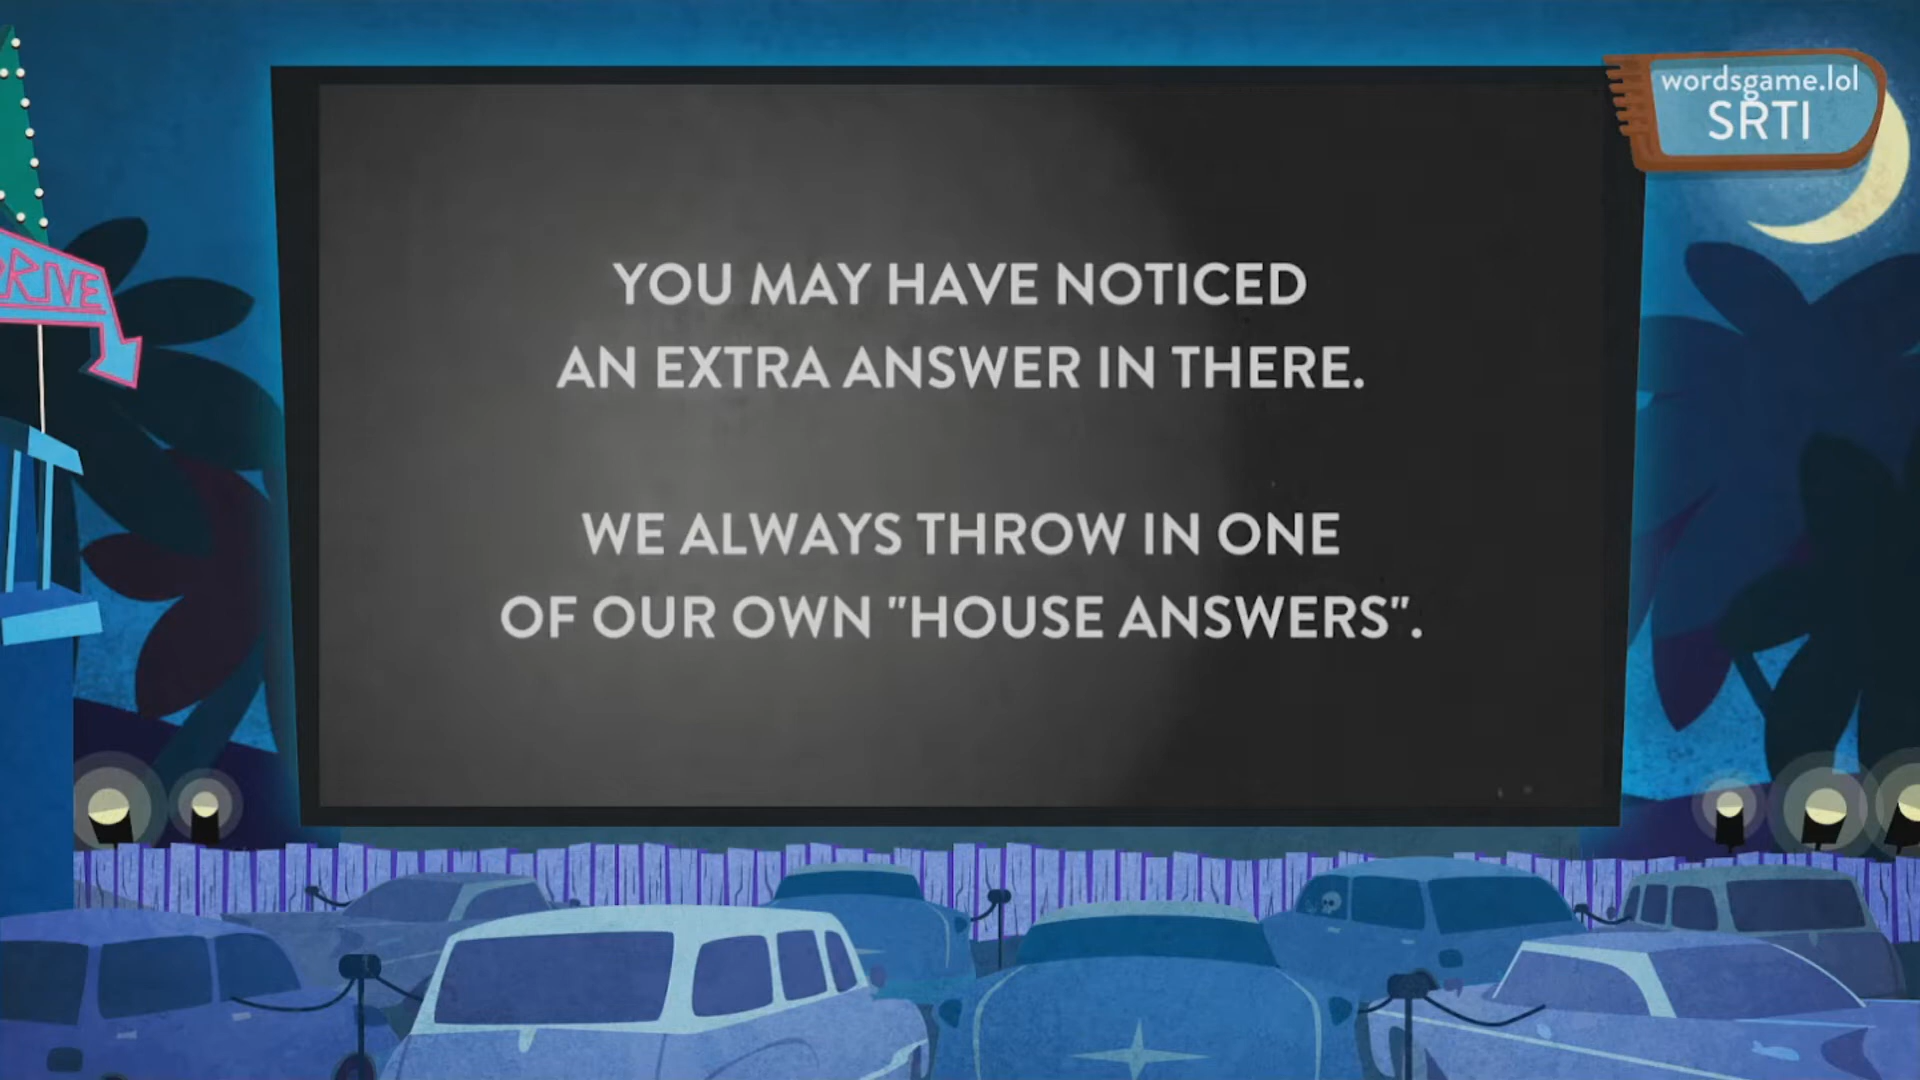 wordsgame.lol
SRTI
DRIVE
YOU MAY HAVE NOTICED
AN EXTRA ANSWER IN THERE.
WE ALWAYS THROW IN ONE
OF OUR OWN "HOUSE ANSWERS".